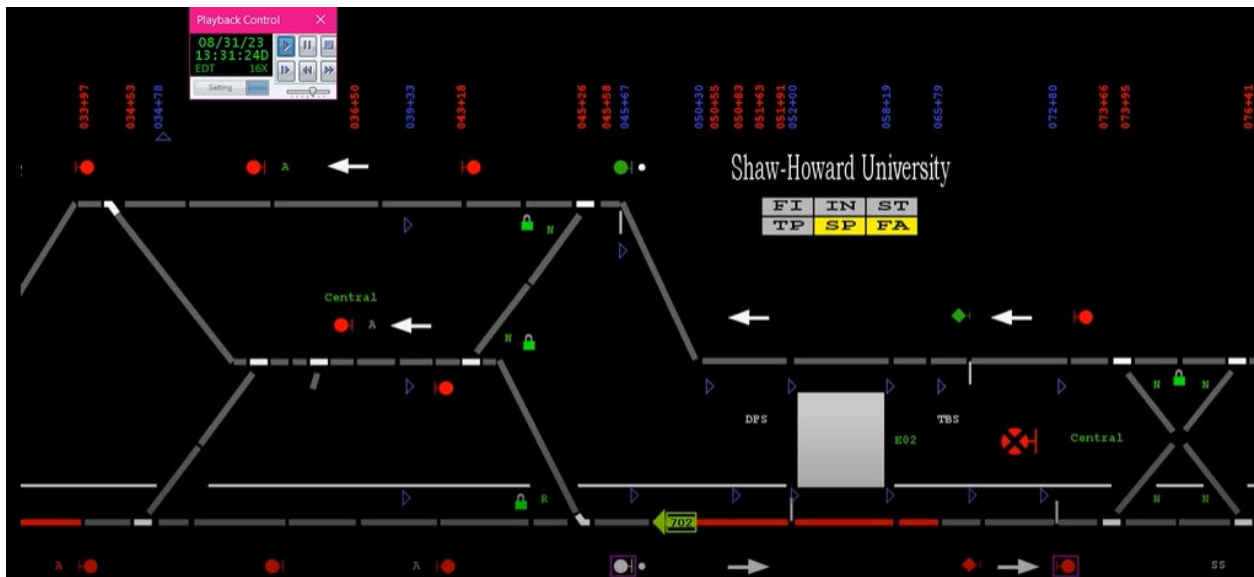 Playback Control
08/31/23
13:31:24D
EDT 16X
Setting
033+97 034+53 034+78 036+50 039+33 043+18 045+26 045+58 045+67 050+30 050+55 050+83 051+63 051+91 052+00 058+19 065+79 072+80 073+66 073+95 076+41
A
Shaw-Howard University
FI IN ST
TP SP FA
N
Central
A
N
DPS
TBS
E02
Central
N N
R
N N
702
A
A
SS